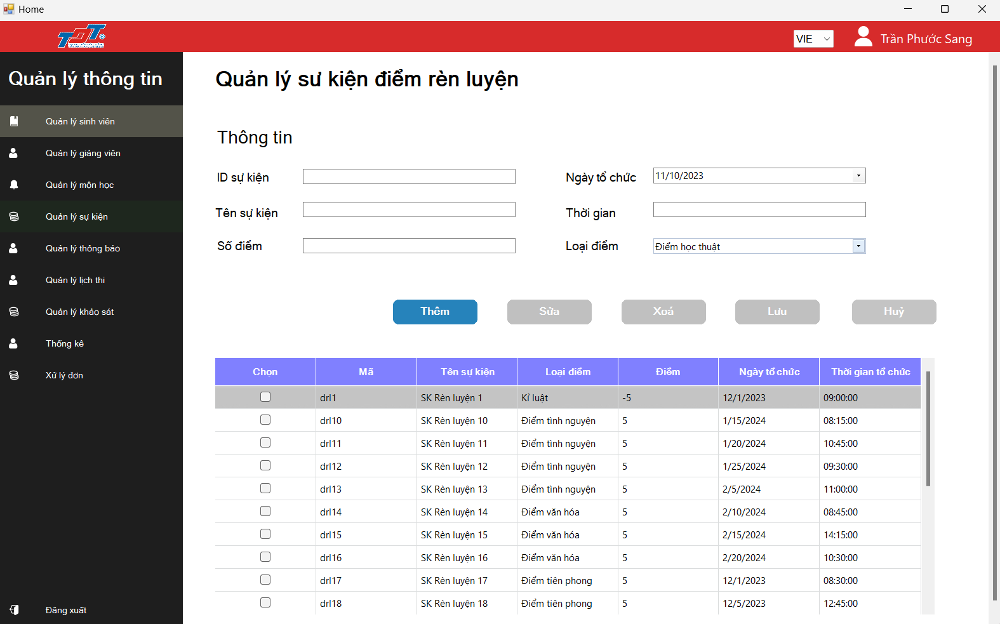 Home
TDT
VIE
Trần Phước Sang
Quản lý thông tin
Quản lý sinh viên
Quản lý giảng viên
Quản lý môn học
Quản lý sự kiện
Quản lý thông báo
Quản lý lịch thi
Quản lý khảo sát
Thống kê
Xử lý đơn
Đăng xuất
Quản lý sư kiện điểm rèn luyện
Thông tin
ID sự kiện
Ngày tổ chức 11/10/2023
Tên sự kiện
Thời gian
Số điểm
Loại điểm Điểm học thuật
Thêm Sửa Xoá Lưu Huỷ
Chọn Mã Tên sự kiện Loại điểm Điểm Ngày tổ chức Thời gian tổ chức
drl1 SK Rèn luyện 1 Kỉ luật -5 12/1/2023 09:00:00
drl10 SK Rèn luyện 10 Điểm tình nguyện 5 1/15/2024 08:15:00
drl11 SK Rèn luyện 11 Điểm tình nguyện 5 1/20/2024 10:45:00
drl12 SK Rèn luyện 12 Điểm tình nguyện 5 1/25/2024 09:30:00
drl13 SK Rèn luyện 13 Điểm tình nguyện 5 2/5/2024 11:00:00
drl14 SK Rèn luyện 14 Điểm văn hóa 5 2/10/2024 08:45:00
drl15 SK Rèn luyện 15 Điểm văn hóa 5 2/15/2024 14:15:00
drl16 SK Rèn luyện 16 Điểm văn hóa 5 2/20/2024 10:30:00
drl17 SK Rèn luyện 17 Điểm tiên phong 5 12/1/2023 08:30:00
drl18 SK Rèn luyện 18 Điểm tiên phong 5 12/5/2023 12:45:00